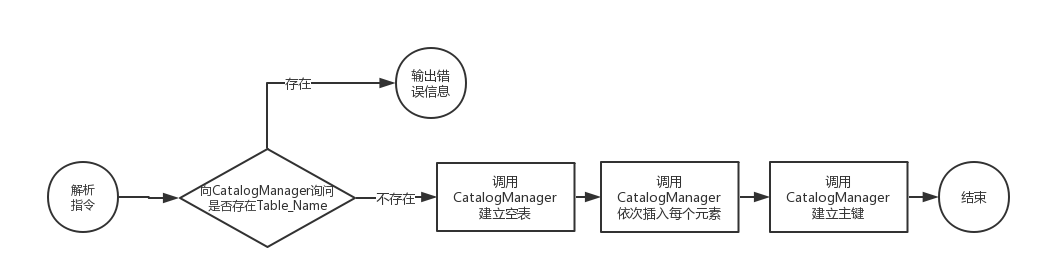 存在
输出错
误信息
解析
指令
向CatalogManager询问
是否存在Table_Name
不存在
调用
CatalogManager
建立空表
调用
CatalogManager
依次插入每个元素
调用
CatalogManager
建立主键
结束